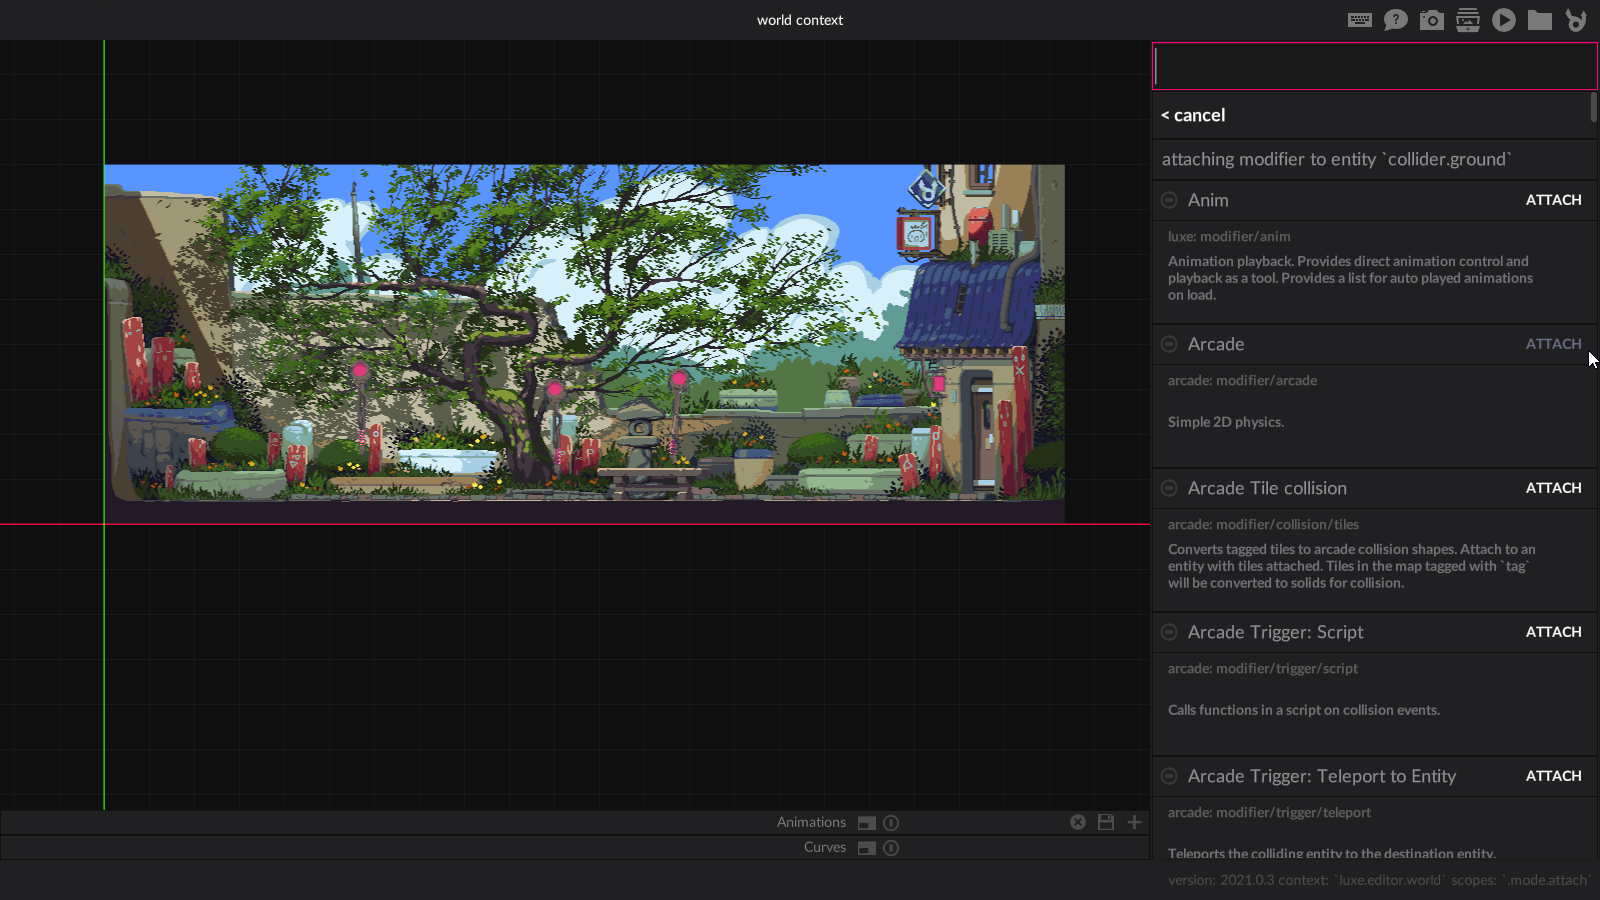 world context
< cancel
attaching modifier to entity `collider.ground`
Anim ATTACH
luxe: modifier/anim
Animation playback. Provides direct animation control and
playback as a tool. Provides a list for auto played animations
on load.
Arcade ATTACH
arcade: modifier/arcade
Simple 2D physics.
Arcade Tile collision ATTACH
arcade: modifier/collision/tiles
Converts tagged tiles to arcade collision shapes. Attach to an
entity with tiles attached. Tiles in the map tagged with `tag`
will be converted to solids for collision.
Arcade Trigger: Script ATTACH
arcade: modifier/trigger/script
Calls functions in a script on collision events.
Arcade Trigger: Teleport to Entity ATTACH
arcade: modifier/trigger/teleport
Teleports the colliding entity to the destination entity.
Animations
Curves
version: 2021.0.3 context: `luxe.editor.world` scopes: `.mode.attach`